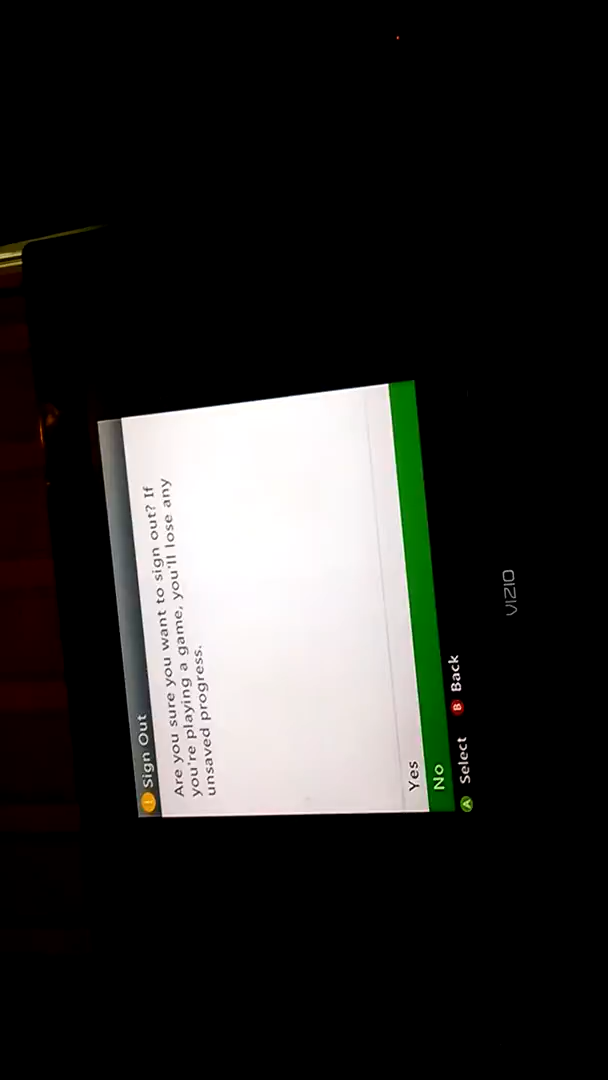 Sign Out
Are you sure you want to sign out? If
you're playing a game, you'll lose any
unsaved progress.
Yes
No
A Select B Back
VIZIO